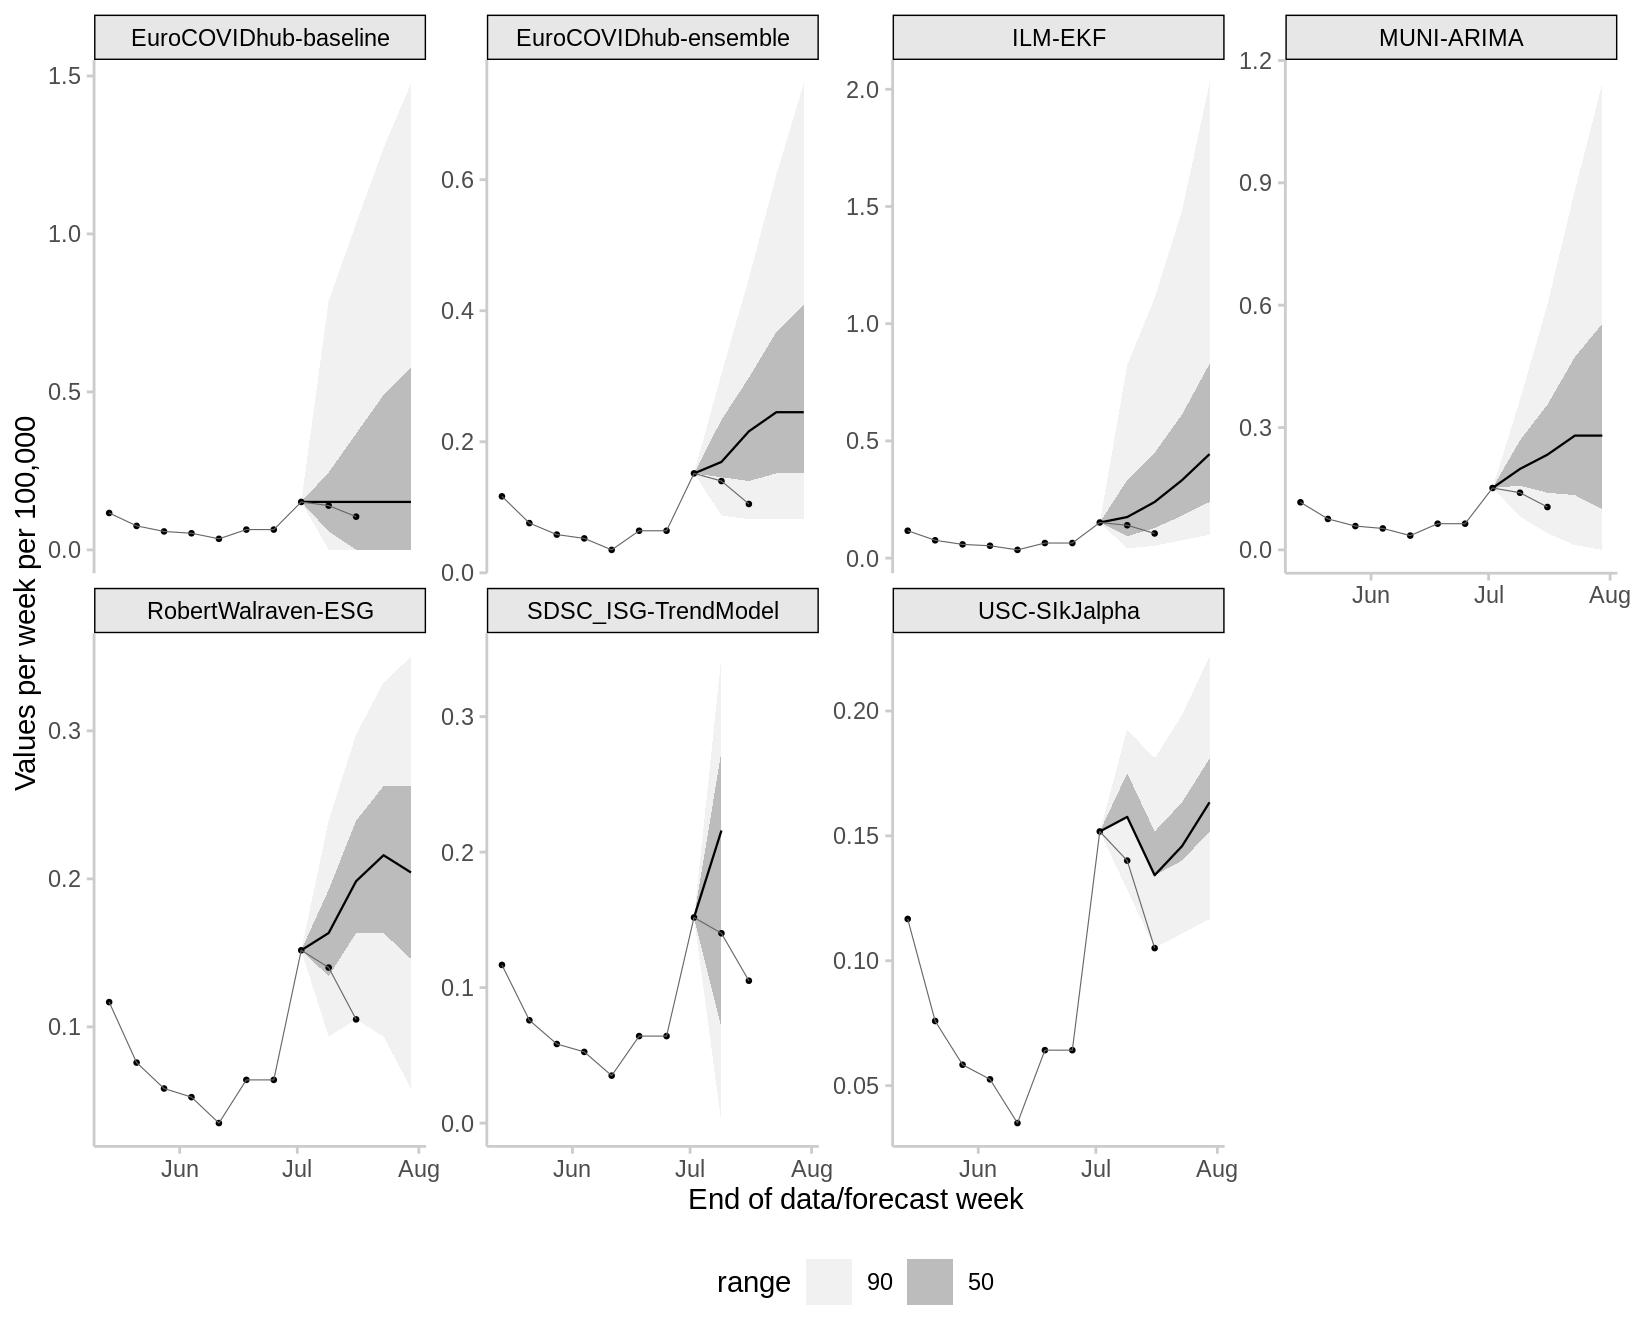 EuroCOVIDhub-baseline
EuroCOVIDhub-ensemble
ILM-EKF
MUNI-ARIMA
1.5
1.0
0.5
0.0
0.6
0.4
0.2
0.0
2.0
1.5
1.0
0.5
0.0
1.2
0.9
0.6
0.3
0.0
Jun
Jul
Aug
Values per week per 100,000
RobertWalraven-ESG
SDSC_ISG-TrendModel
USC-SIkJalpha
0.3
0.2
0.1
0.3
0.2
0.1
0.0
0.20
0.15
0.10
0.05
Jun
Jul
Aug
Jun
Jul
Aug
Jun
Jul
Aug
End of data/forecast week
range
90
50